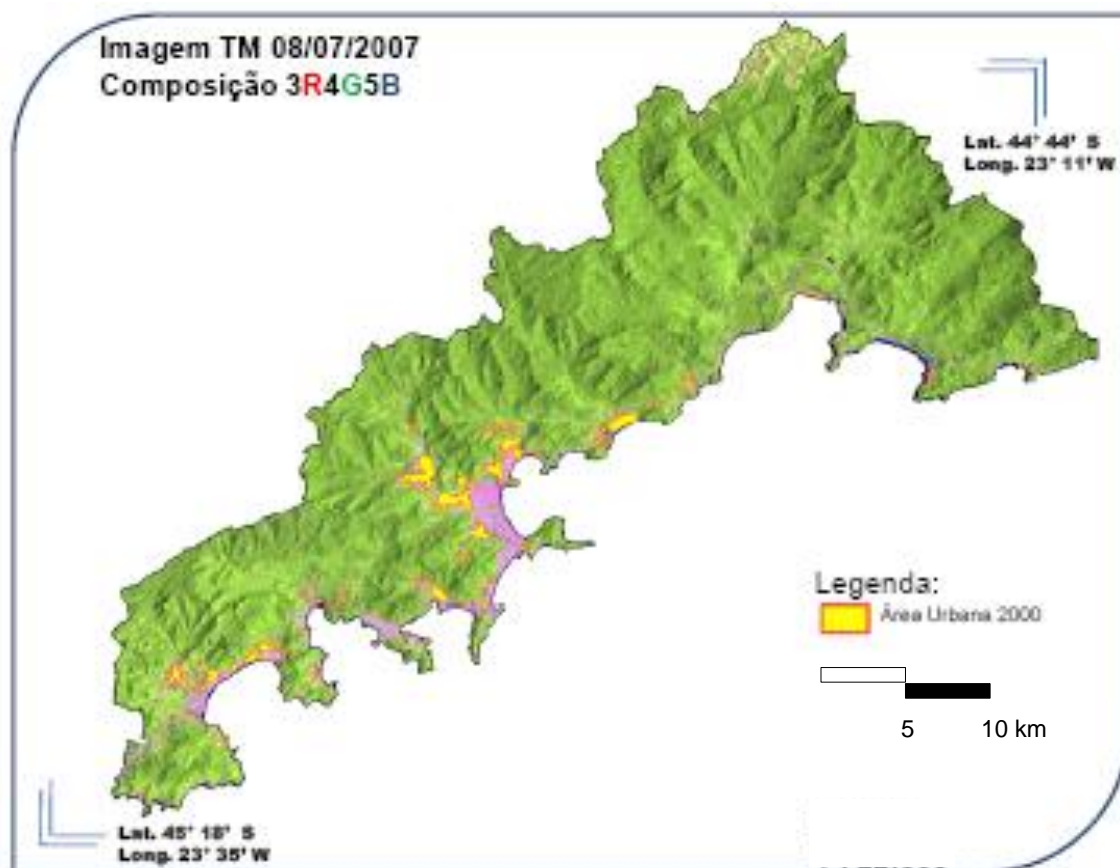 Imagem TM 08/07/2007
Composição 3R4G5B
Lat. 44° 44' S
Long. 23° 11' W
Legenda:
Área Urbana 2000
5 10 km
Lat. 45° 18' S
Long. 23° 35' W